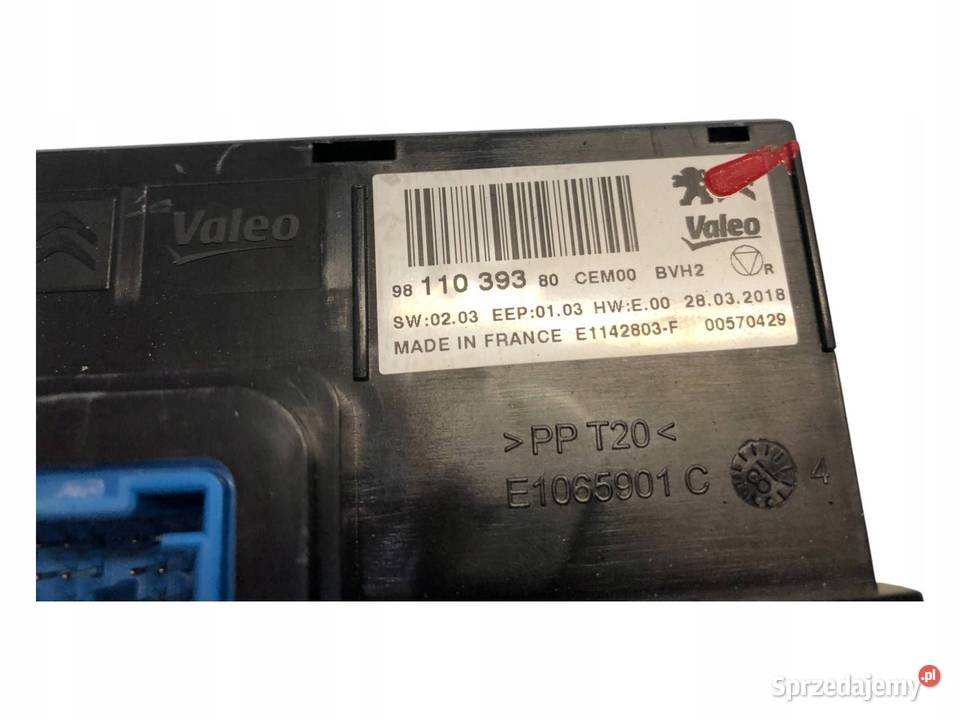 Valeo
Valeo
98 110 393 80 CEM00 BVH2 R
SW:02.03 EEP:01.03 HW:E.00 28.03.2018
MADE IN FRANCE E1142803-F 00570429
>PP T20<
E1065901 C 18 4
Sprzedajemy.pl